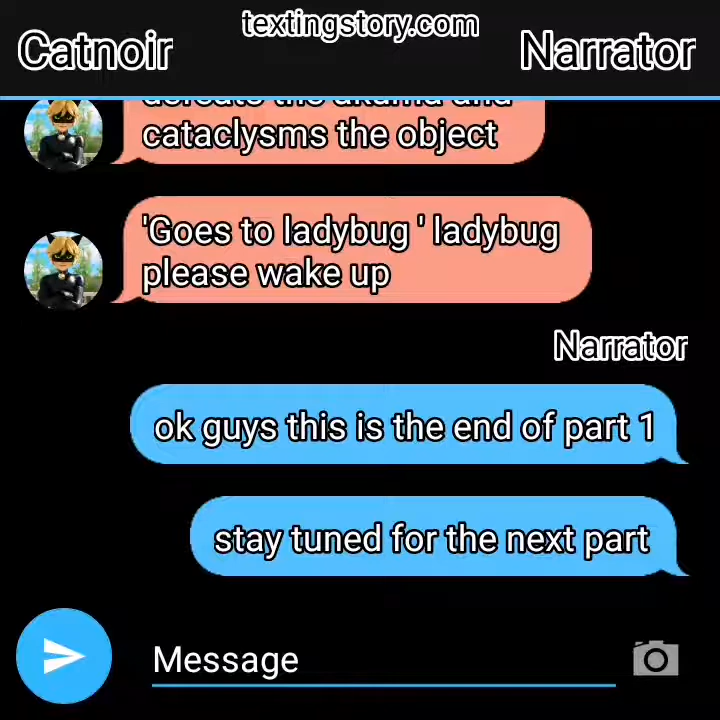 textingstory.com
Catnoir
Narrator
cataclysms the object
'Goes to ladybug ' ladybug
please wake up
Narrator
ok guys this is the end of part 1
stay tuned for the next part
Message